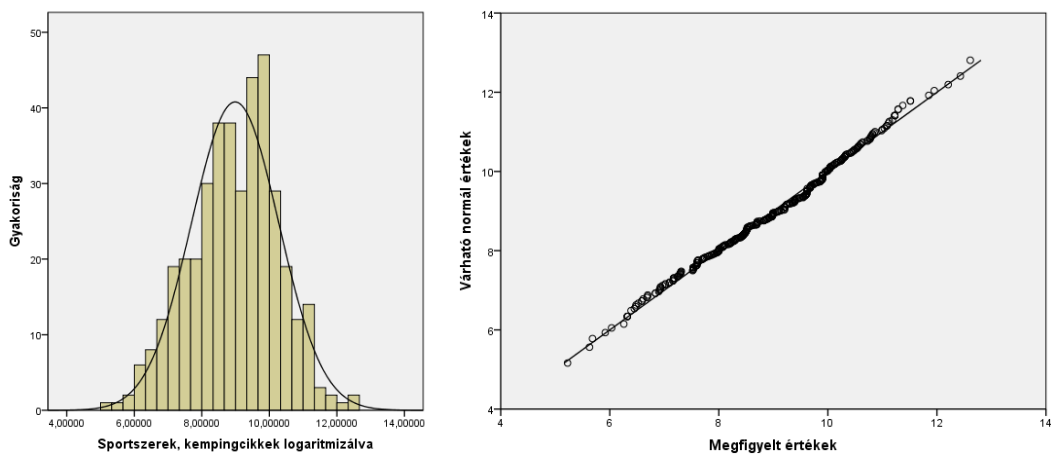 50
40
30
20
10
0
Gyakoriság
4,00000 6,00000 8,00000 10,00000 12,00000 14,00000
Sportszerek, kempingcikkek logaritmizálva
14
12
10
8
6
4
Várható normál értékek
4 6 8 10 12 14
Megfigyelt értékek